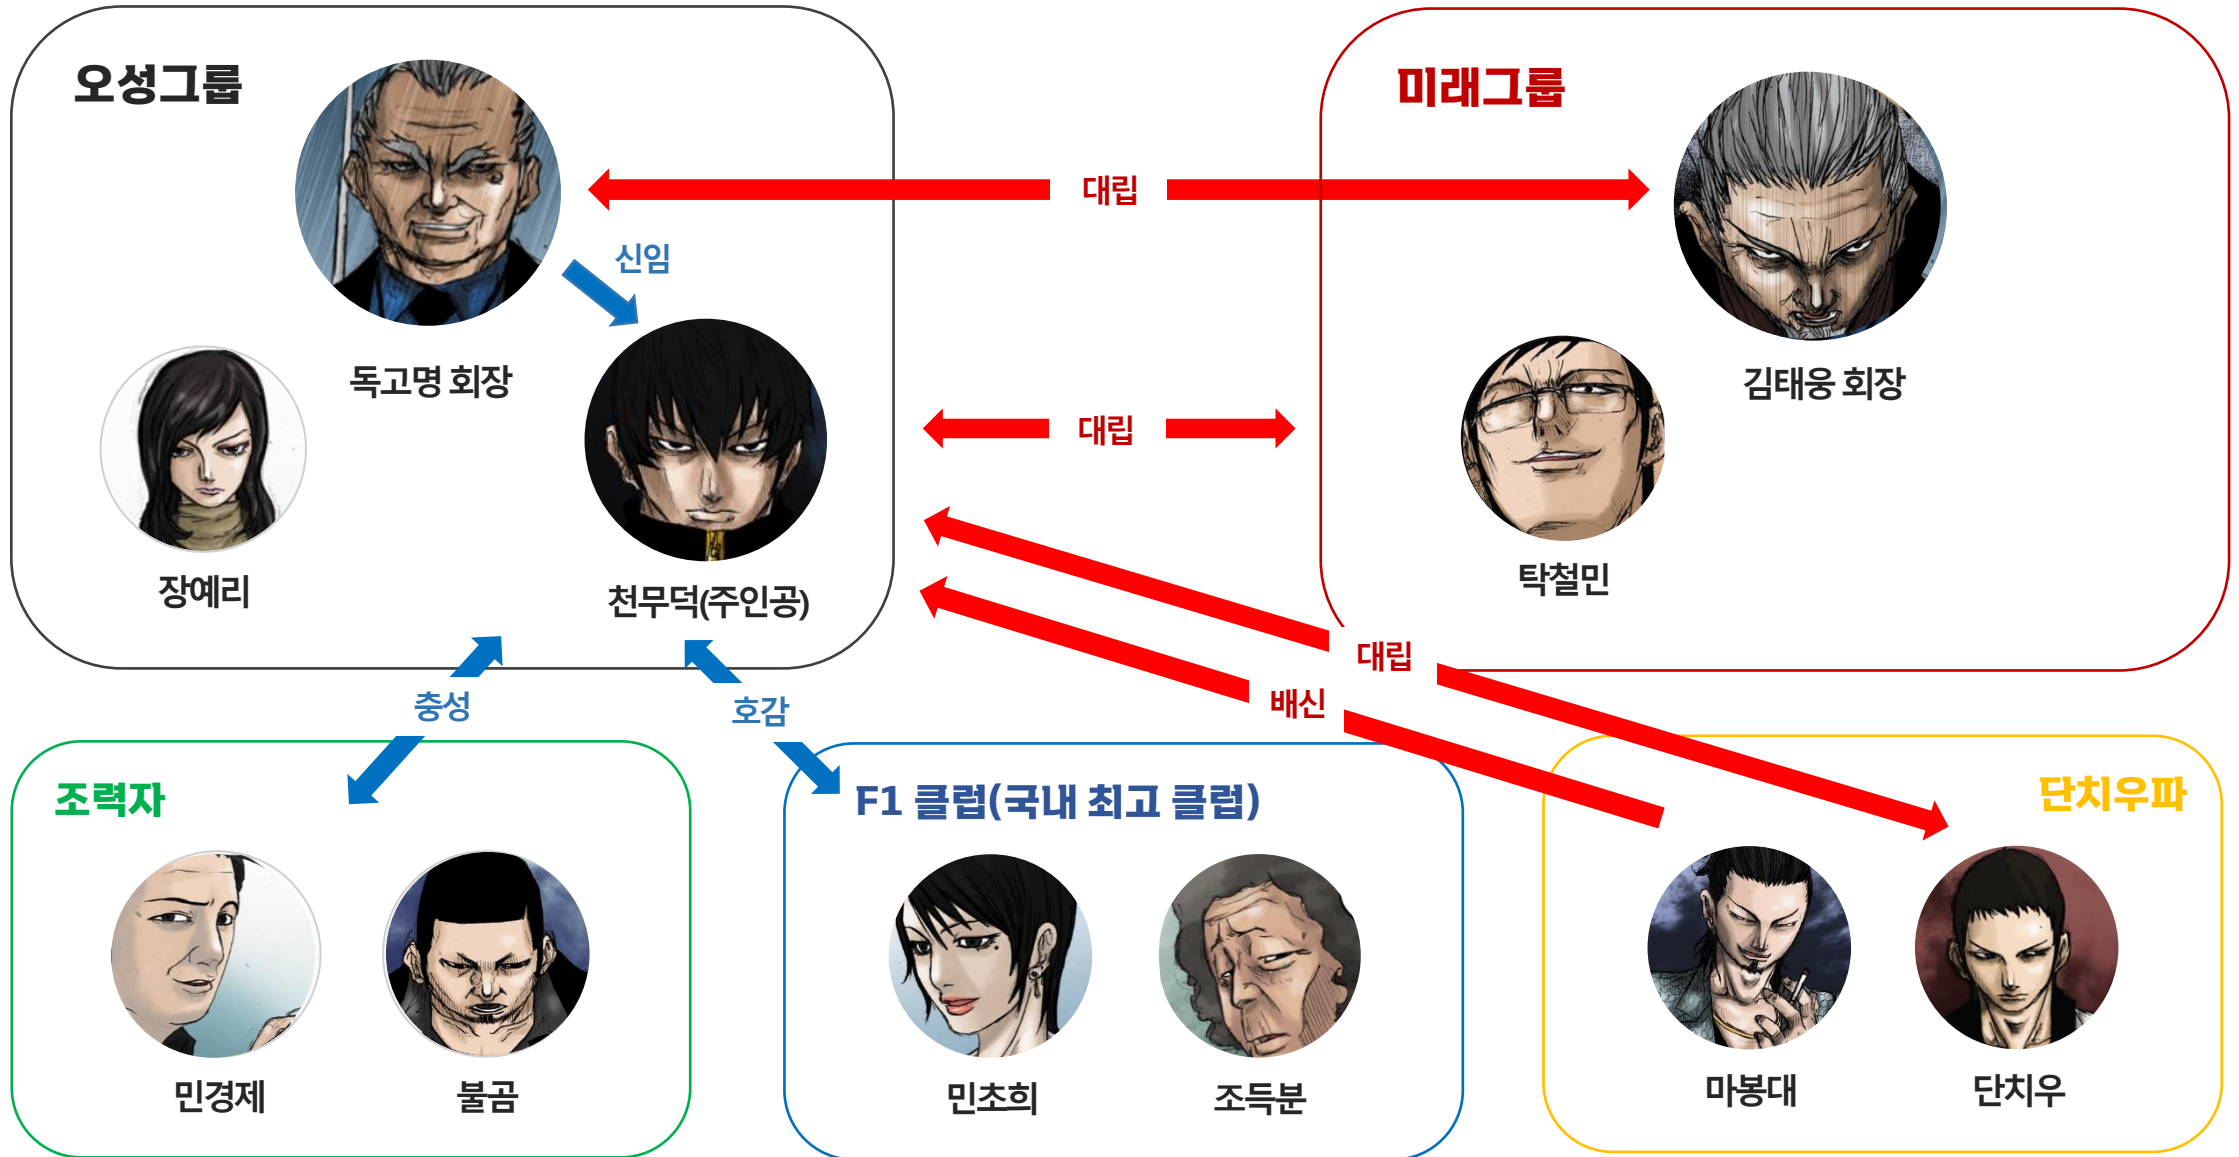 오성그룹
미래그룹
대립
신임
독고명 회장
김태웅 회장
대립
장예리
천무덕(주인공)
탁철민
대립
충성
호감
배신
조력자
F1 클럽(국내 최고 클럽)
단치우파
민경제
불곰
민초희
조득분
마봉대
단치우